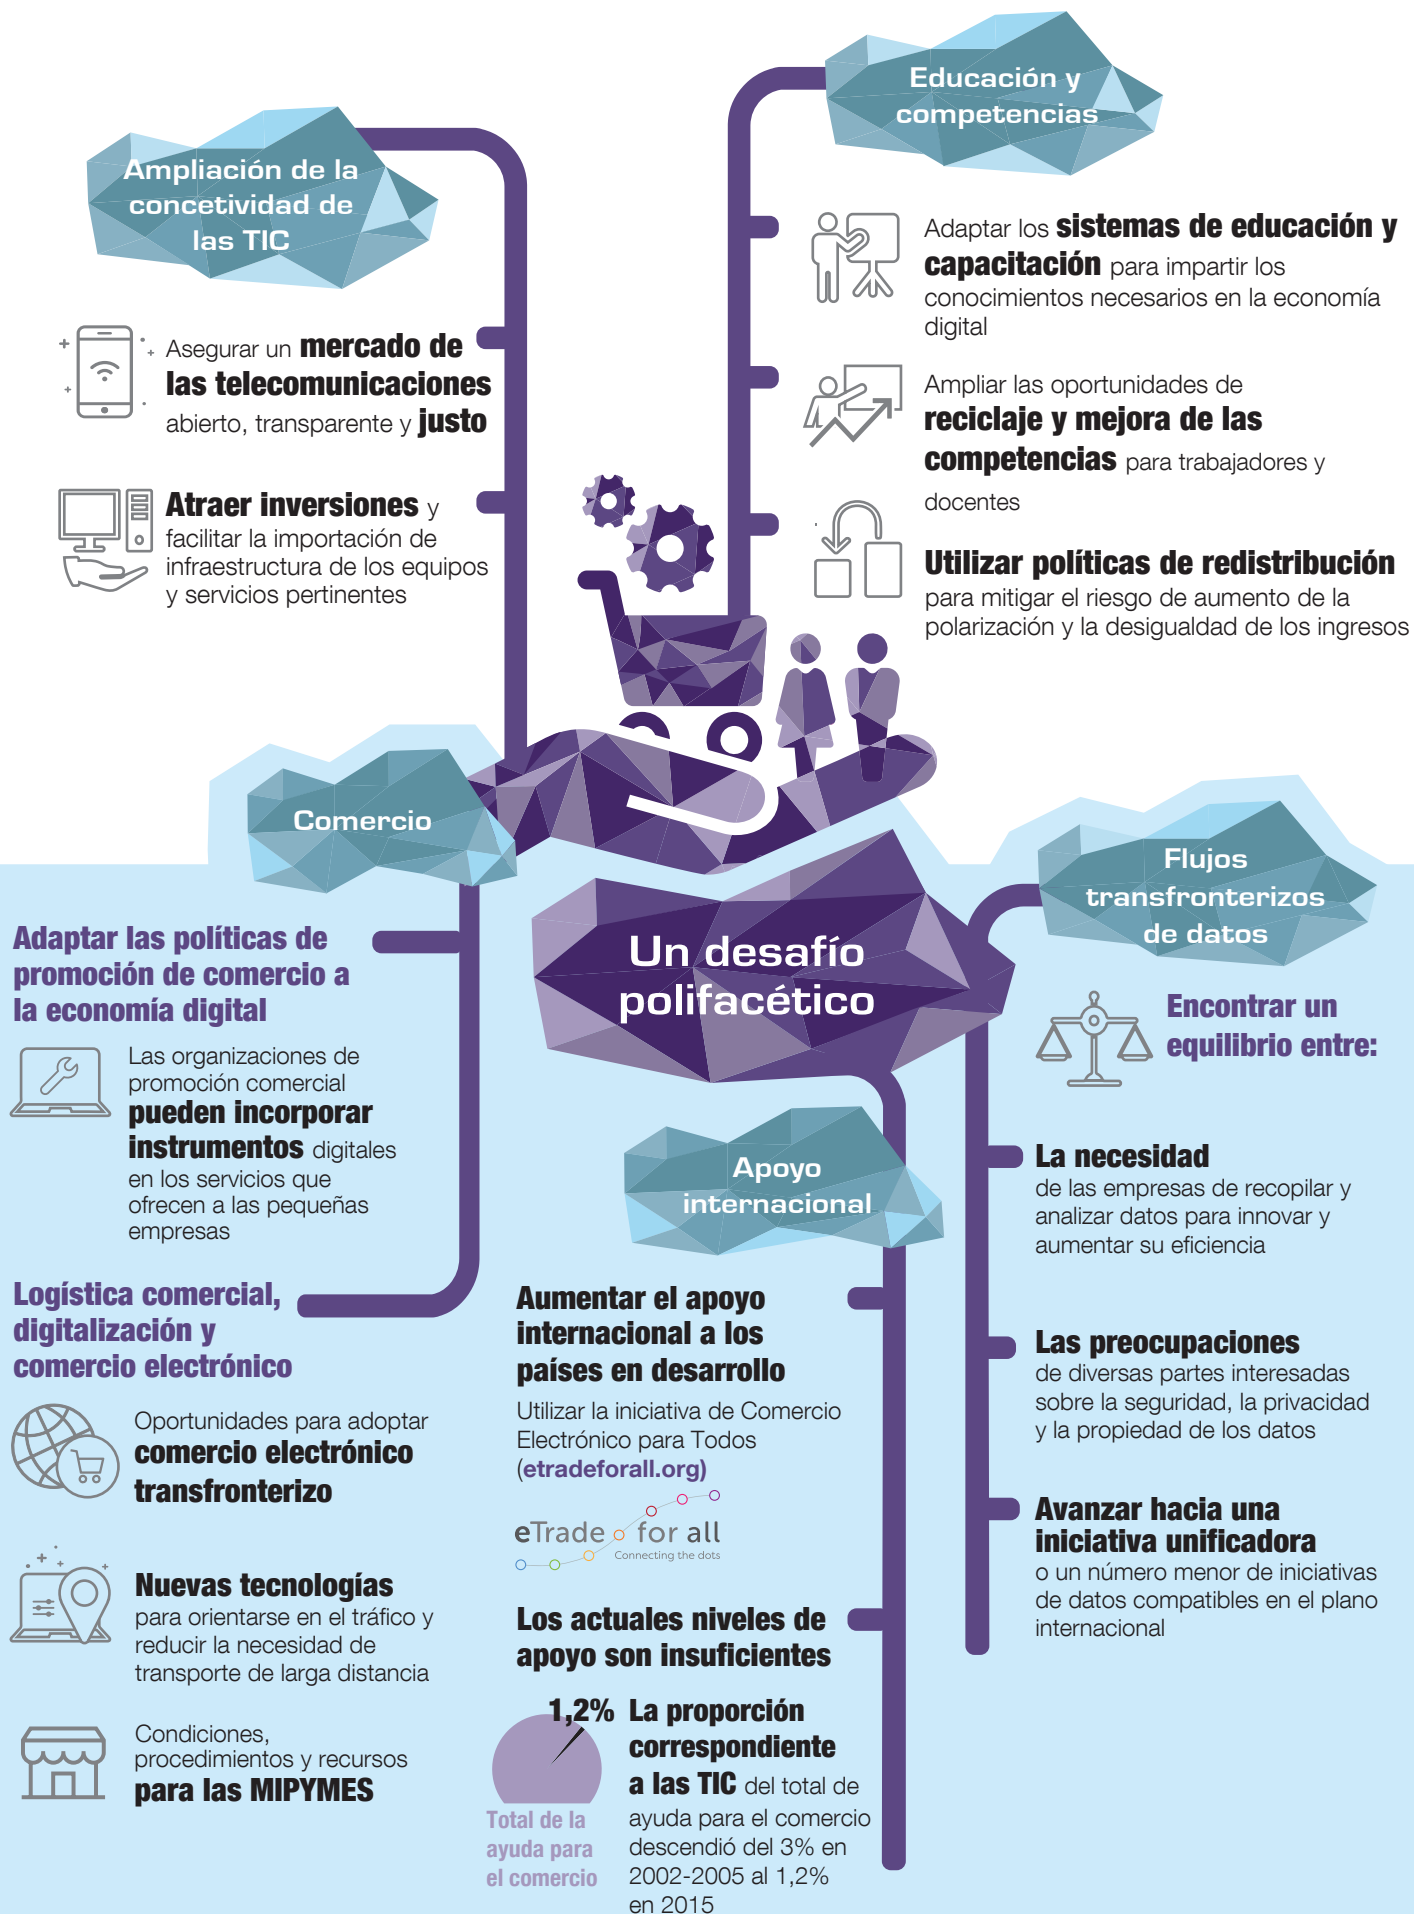 Ampliación de la
concetividad de
las TIC
Asegurar un mercado de
las telecomunicaciones
abierto, transparente y justo
Atraer inversiones y
facilitar la importación de
infraestructura de los equipos
y servicios pertinentes
Educación y
competencias
Adaptar los sistemas de educación y
capacitación para impartir los
conocimientos necesarios en la economía
digital
Ampliar las oportunidades de
reciclaje y mejora de las
competencias para trabajadores y
docentes
Utilizar políticas de redistribución
para mitigar el riesgo de aumento de la
polarización y la desigualdad de los ingresos
Un desafío
polifacético
Comercio
Adaptar las políticas de
promoción de comercio a
la economía digital
Las organizaciones de
promoción comercial
pueden incorporar
instrumentos digitales
en los servicios que
ofrecen a las pequeñas
empresas
Logística comercial,
digitalización y
comercio electrónico
Oportunidades para adoptar
comercio electrónico
transfronterizo
Nuevas tecnologías
para orientarse en el tráfico y
reducir la necesidad de
transporte de larga distancia
Condiciones,
procedimientos y recursos
para las MIPYMES
Apoyo
internacional
Aumentar el apoyo
internacional a los
países en desarrollo
Utilizar la iniciativa de Comercio
Electrónico para Todos
(etradeforall.org)
eTrade for all
Connecting the dots
Los actuales niveles de
apoyo son insuficientes
1,2%
Total de la
ayuda para
el comercio
La proporción
correspondiente
a las TIC del total de
ayuda para el comercio
descendió del 3% en
2002-2005 al 1,2%
en 2015
Flujos
transfronterizos
de datos
Encontrar un
equilibrio entre:
La necesidad
de las empresas de recopilar y
analizar datos para innovar y
aumentar su eficiencia
Las preocupaciones
de diversas partes interesadas
sobre la seguridad, la privacidad
y la propiedad de los datos
Avanzar hacia una
iniciativa unificadora
o un número menor de iniciativas
de datos compatibles en el plano
internacional